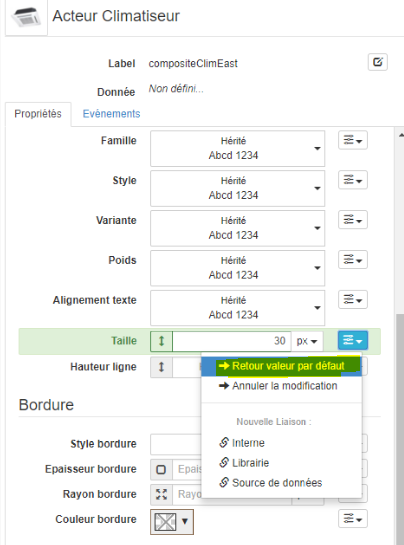 Acteur Climatiseur
Label compositeClimEast
Donnée Non défini...
Propriétés Evénements
Famille Hérité
Abcd 1234
Style Hérité
Abcd 1234
Variante Hérité
Abcd 1234
Poids Hérité
Abcd 1234
Alignement texte Hérité
Abcd 1234
Taille 30 px
Retour valeur par défaut
Hauteur ligne
Annuler la modification
Bordure
Nouvelle Liaison :
Style bordure Interne
Epaisseur bordure Epais
Librairie
Rayon bordure Rayo
Source de données
Couleur bordure